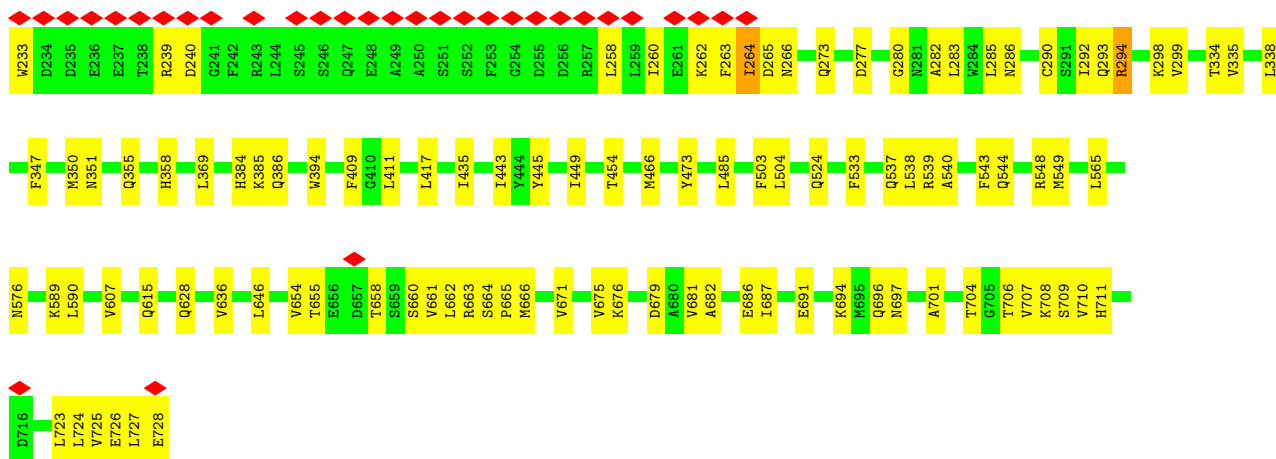 W233 D234 D235 E236 E237 T238 R239 D240 G241 F242 R243 L244 S245 S246 Q247 E248 A249 A250 S251 S252 F253 G254 D255 D256 R257 L258 L259 I260 E261 K262 F263 I264 D265 N266 Q273 D277 G280 N281 A282 L283 W284 L285 N286 C290 S291 I292 Q293 R294 K298 V299 T334 V335 L338
F347 M350 N351 Q355 H358 L369 H384 K385 Q386 W394 F409 G410 L411 L417 I435 I443 Y444 Y445 I449 T454 M466 Y473 L485 F503 L504 Q524 F533 Q537 L538 R539 A540 F543 Q544 R548 M549 L565
N576 K589 L590 V607 Q615 Q628 V636 L646 V654 T655 E656 D657 T658 S659 S660 V661 L662 R663 S664 P665 M666 V671 V675 K676 D679 A680 V681 A682 E686 I687 E691 K694 M695 Q696 N697 A701 T704 G705 T706 V707 K708 S709 V710 H711
D716 L723 L724 V725 E726 L727 E728